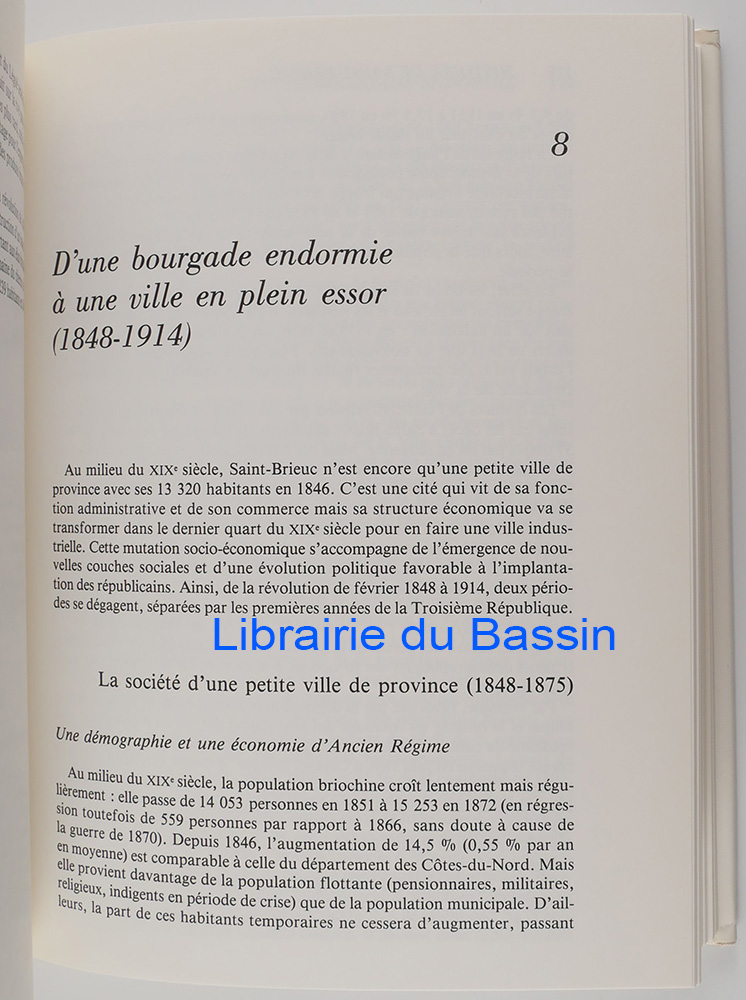 8
D'une bourgade endormie
à une ville en plein essor
(1848-1914)
Au milieu du XIXe siècle, Saint-Brieuc n'est encore qu'une petite ville de
province avec ses 13 320 habitants en 1846. C'est une cité qui vit de sa fonc-
tion administrative et de son commerce mais sa structure économique va se
transformer dans le dernier quart du XIXe siècle pour en faire une ville indus-
trielle. Cette mutation socio-économique s'accompagne de l'émergence de nou-
velles couches sociales et d'une évolution politique favorable à l'implanta-
tion des républicains. Ainsi, de la révolution de février 1848 à 1914, deux pério-
des se dégagent, séparées par les premières années de la Troisième République.
Librairie du Bassin
La société d'une petite ville de province (1848-1875)
Une démographie et une économie d'Ancien Régime
Au milieu du XIXe siècle, la population briochine croît lentement mais régu-
lièrement : elle passe de 14 053 personnes en 1851 à 15 253 en 1872 (en régres-
sion toutefois de 559 personnes par rapport à 1866, sans doute à cause de
la guerre de 1870). Depuis 1846, l'augmentation de 14,5 % (0,55 % par an
en moyenne) est comparable à celle du département des Côtes-du-Nord. Mais
elle provient davantage de la population flottante (pensionnaires, militaires,
religieux, indigents en période de crise) que de la population municipale. D'ail-
leurs, la part de ces habitants temporaires ne cessera d'augmenter, passant